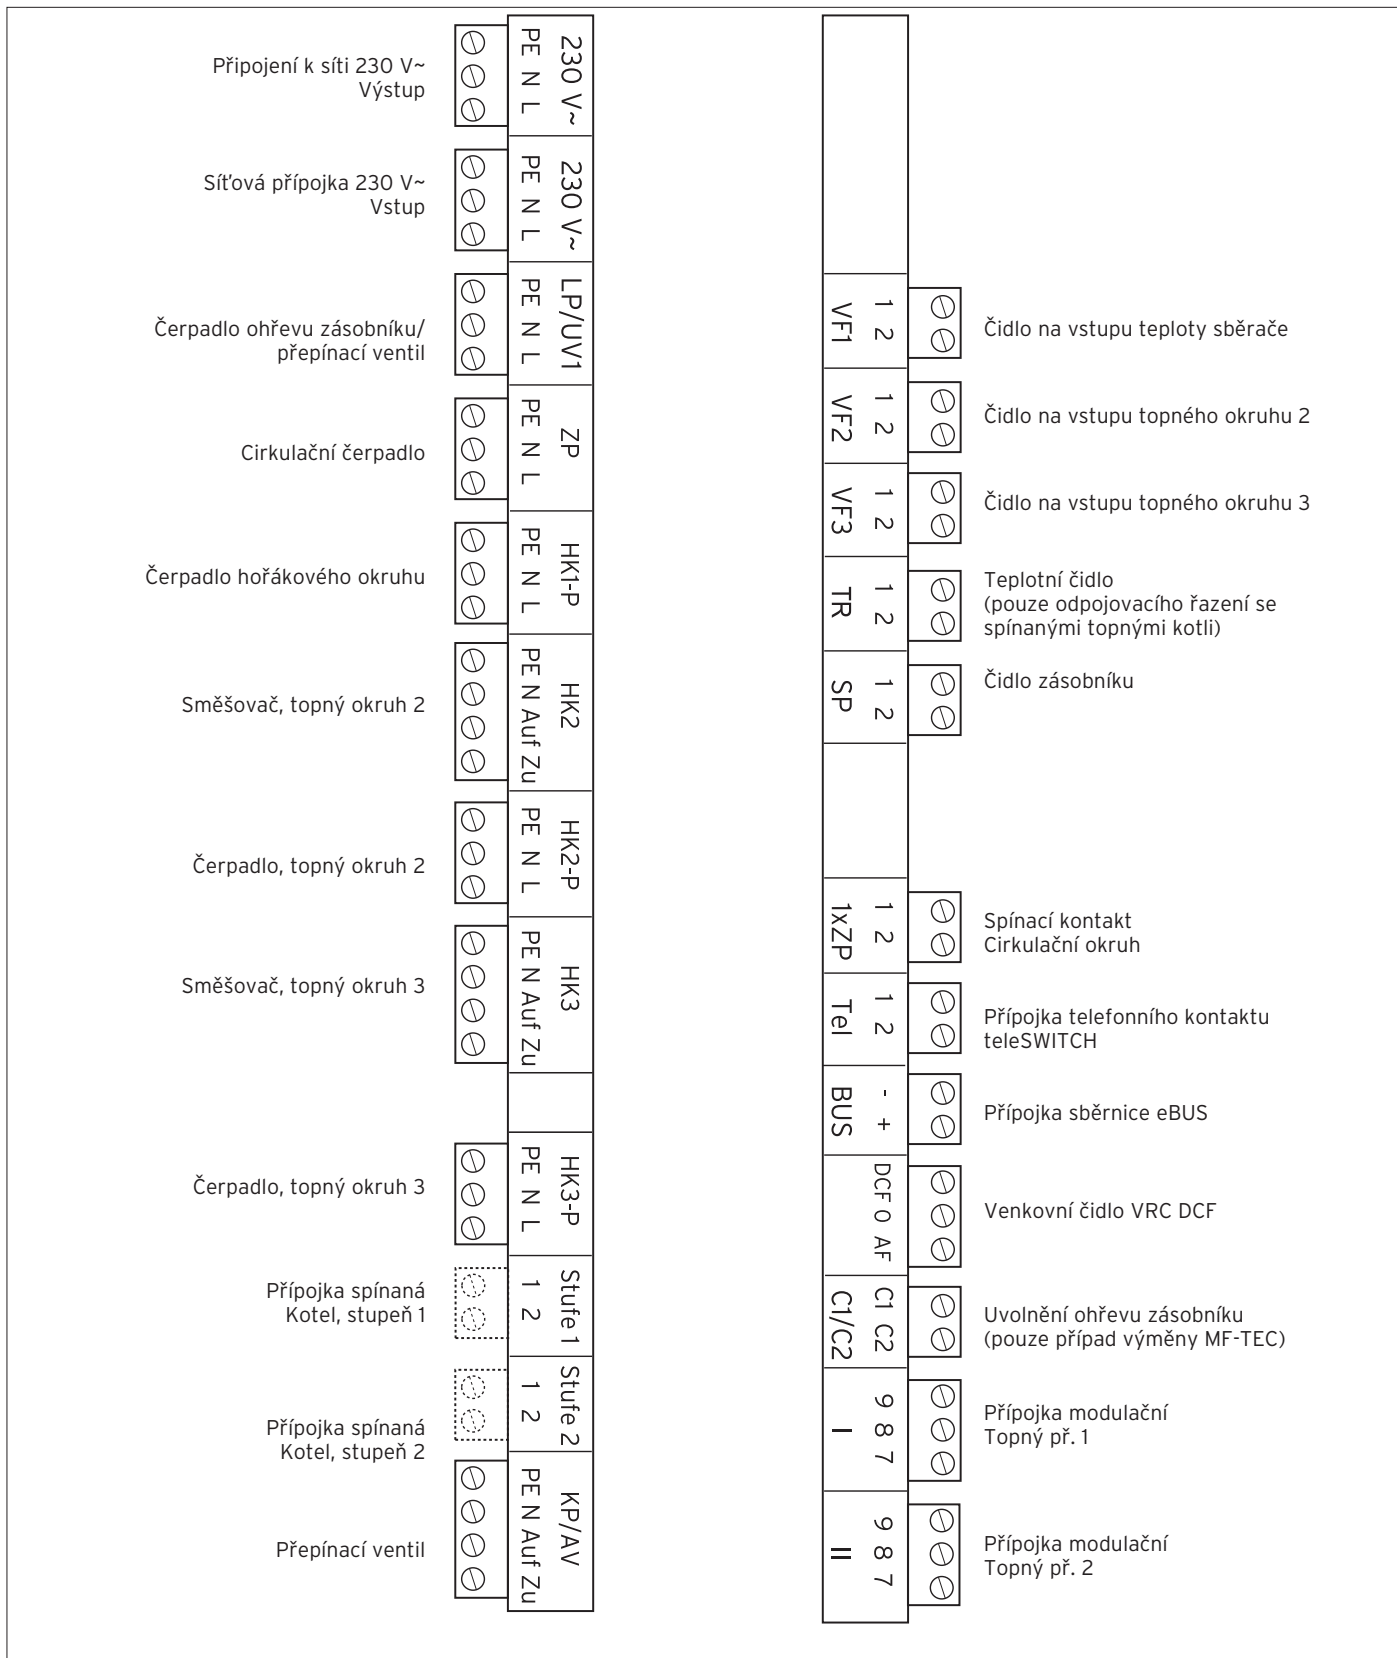 Připojení k síti 230 V~
Výstup
230 V~
PE N L
Síťová přípojka 230 V~
Vstup
230 V~
PE N L
Čerpadlo ohřevu zásobníku/
přepínací ventil
LP/UV1
PE N L
Cirkulační čerpadlo
ZP
PE N L
Čerpadlo hořákového okruhu
HK1-P
PE N L
Směšovač, topný okruh 2
HK2
PE N Auf Zu
Čerpadlo, topný okruh 2
HK2-P
PE N L
Směšovač, topný okruh 3
HK3
PE N Auf Zu
Čerpadlo, topný okruh 3
HK3-P
PE N L
Přípojka spínaná
Kotel, stupeň 1
Stufe 1
1 2
Přípojka spínaná
Kotel, stupeň 2
Stufe 2
1 2
Přepínací ventil
KP/AV
PE N Auf Zu
1 2
VF1
Čidlo na vstupu teploty sběrače
1 2
VF2
Čidlo na vstupu topného okruhu 2
1 2
VF3
Čidlo na vstupu topného okruhu 3
1 2
TR
Teplotní čidlo
(pouze odpojovacího řazení se
spínanými topnými kotli)
1 2
SP
Čidlo zásobníku
1 2
1xZP
Spínací kontakt
Cirkulační okruh
1 2
Tel
Přípojka telefonního kontaktu
teleSWITCH
- +
BUS
Přípojka sběrnice eBUS
DCF 0 AF
Venkovní čidlo VRC DCF
C1 C2
C1/C2
Uvolnění ohřevu zásobníku
(pouze případ výměny MF-TEC)
9 8 7
I
Přípojka modulační
Topný př. 1
9 8 7
II
Přípojka modulační
Topný př. 2